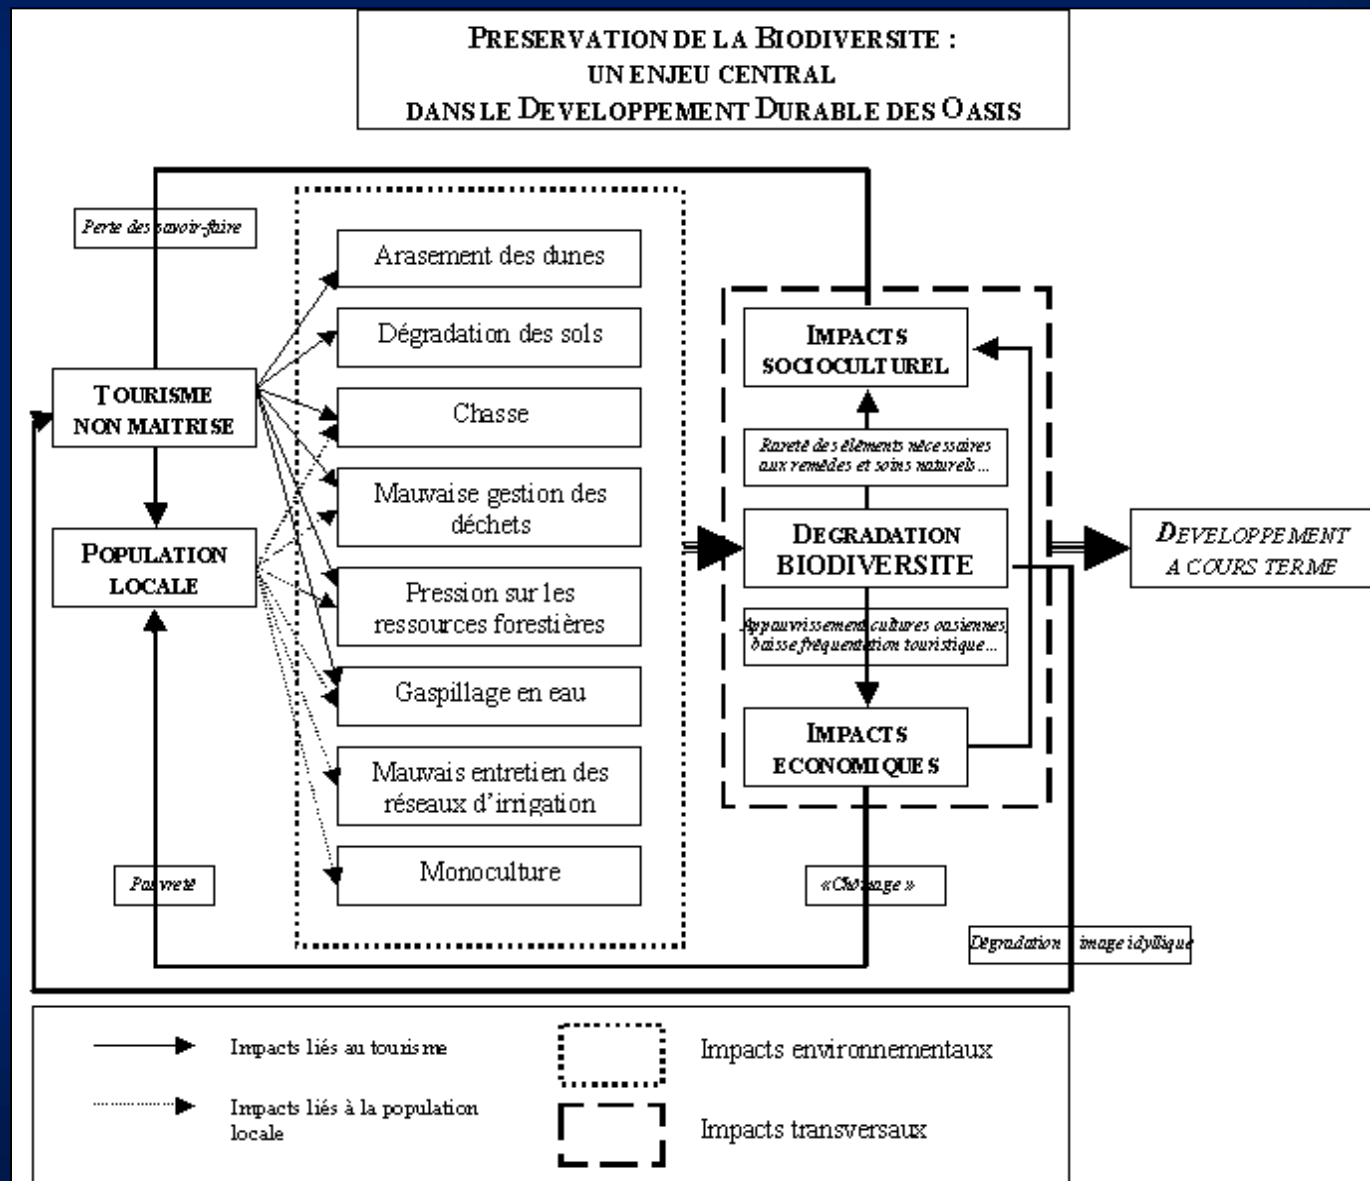 PRESERVATION DE LA BIODIVERSITE :
UN ENJEU CENTRAL
DANS LE DEVELOPPEMENT DURABLE DES OASIS
Perte des savoir-faire
Arasement des dunes
Dégradation des sols
TOURISME
NON MAITRISE
Chasse
Mauvaise gestion des
déchets
POPULATION
LOCALE
Pression sur les
ressources forestières
Gaspillage en eau
Mauvais entretien des
réseaux d'irrigation
Monoculture
Pauvreté
IMPACTS
SOCIOCULTUREL
Rareté des éléments nécessaires
aux remèdes et soins naturels...
DEGRADATION
BIODIVERSITE
Appauvrissement cultures oasiennes,
baisse fréquentation touristique...
IMPACTS
ECONOMIQUES
«Chômage»
Dégradation image idyllique
DEVELOPPEMENT
A COURS TERME
Impacts liés au tourisme
Impacts liés à la population
locale
Impacts environnementaux
Impacts transversaux